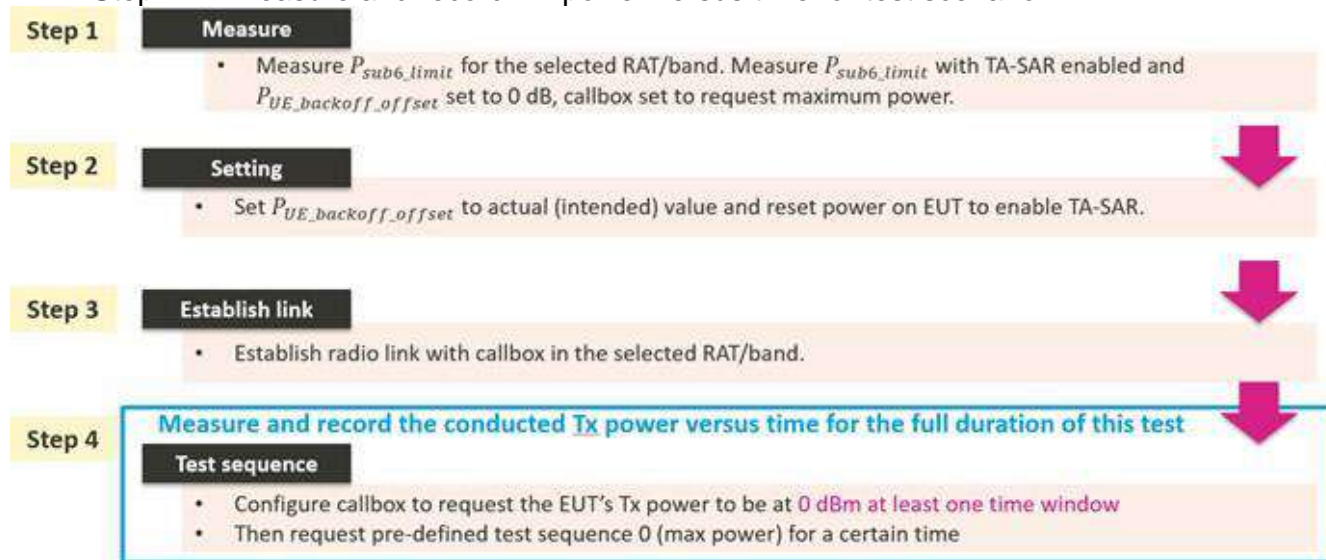 Step 1
Measure
• Measure P_sub6_limit for the selected RAT/band. Measure P_sub6_limit with TA-SAR enabled and
P_UE_backoff_offset set to 0 dB, callbox set to request maximum power.
Step 2
Setting
• Set P_UE_backoff_offset to actual (intended) value and reset power on EUT to enable TA-SAR.
Step 3
Establish link
• Establish radio link with callbox in the selected RAT/band.
Step 4
Measure and record the conducted Tx power versus time for the full duration of this test
Test sequence
• Configure callbox to request the EUT's Tx power to be at 0 dBm at least one time window
• Then request pre-defined test sequence 0 (max power) for a certain time